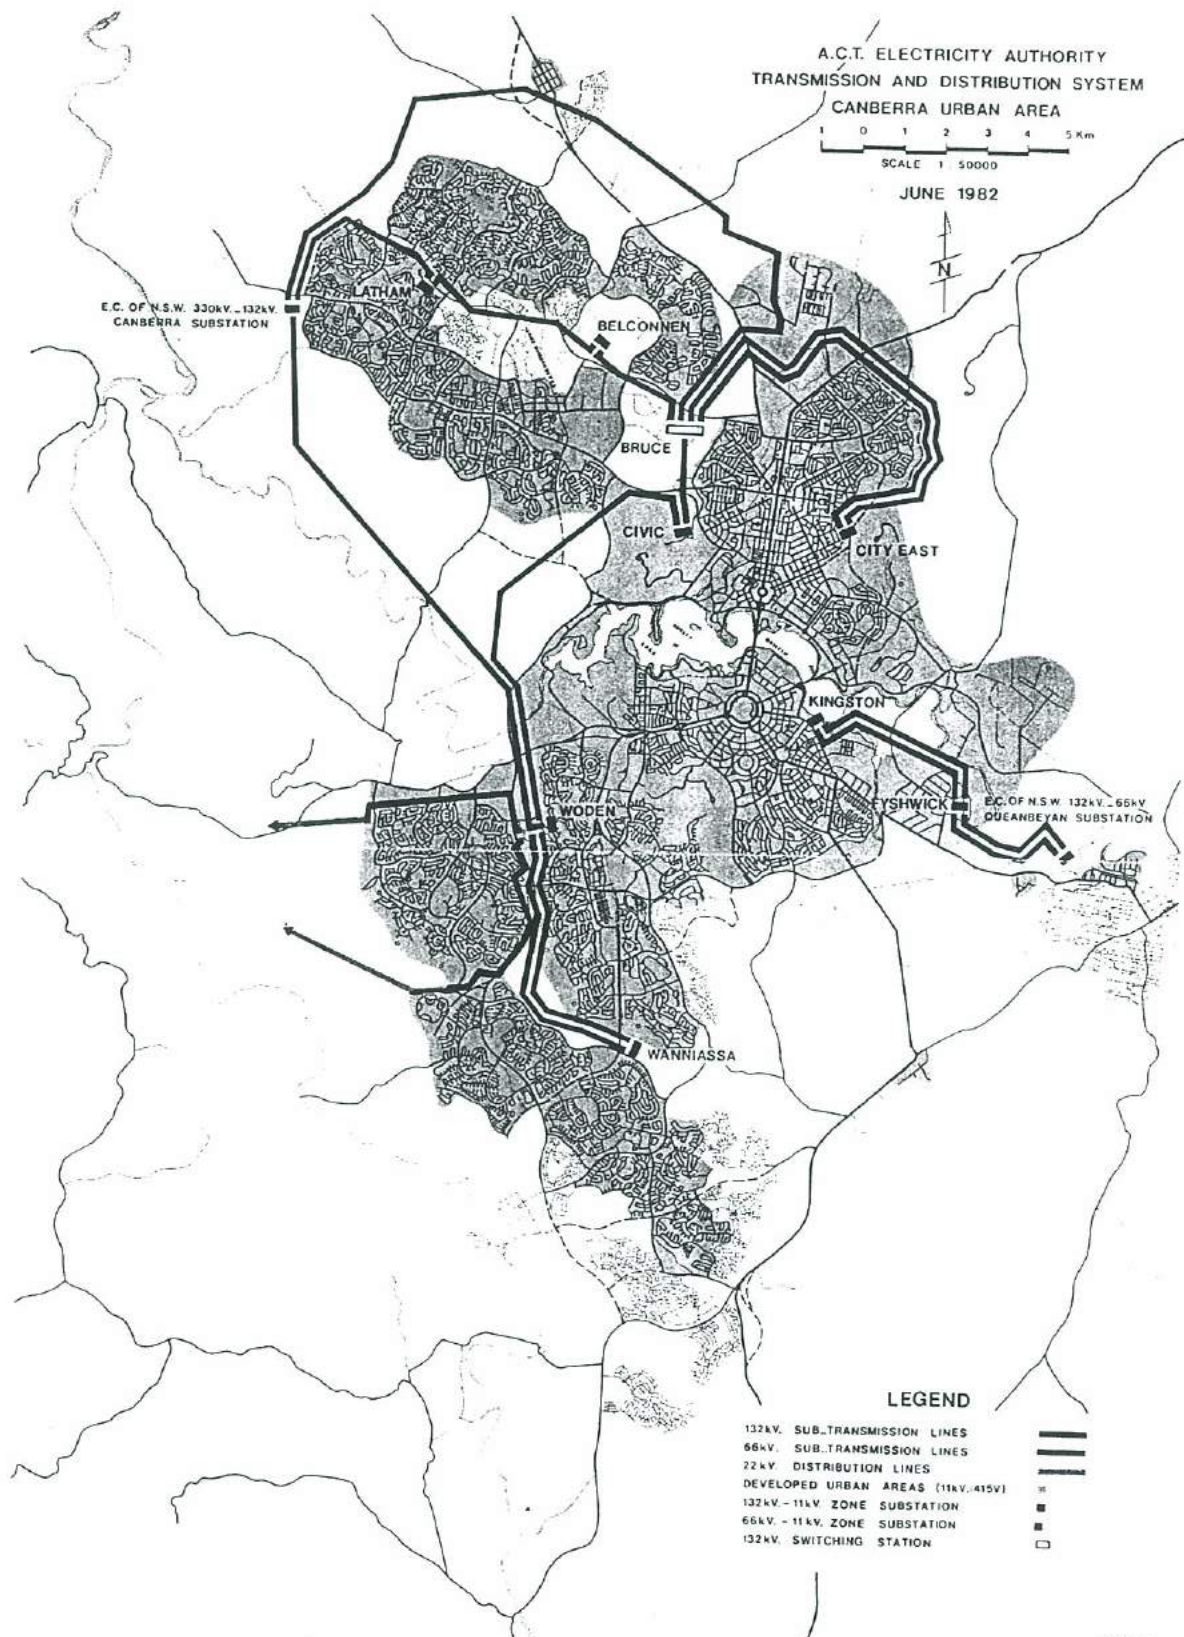 A.C.T. ELECTRICITY AUTHORITY
TRANSMISSION AND DISTRIBUTION SYSTEM
CANBERRA URBAN AREA
1 0 1 2 3 4 5 Km
SCALE 1 : 50000
JUNE 1982
N
LATHAM
E.C. OF N.S.W. 330kV. _ 132kV.
CANBERRA SUBSTATION
BELCONNEN
BRUCE
CIVIC
CITY EAST
KINGSTON
FYSHWICK
E.C. OF N.S.W. 132kV. _ 66kV
QUEANBEYAN SUBSTATION
WODEN
WANNIASSA
LEGEND
132kV. SUB_TRANSMISSION LINES
66kV. SUB_TRANSMISSION LINES
22kV. DISTRIBUTION LINES
DEVELOPED URBAN AREAS (11kV./415V)
132kV. - 11kV. ZONE SUBSTATION
66kV. - 11kV. ZONE SUBSTATION
132kV. SWITCHING STATION